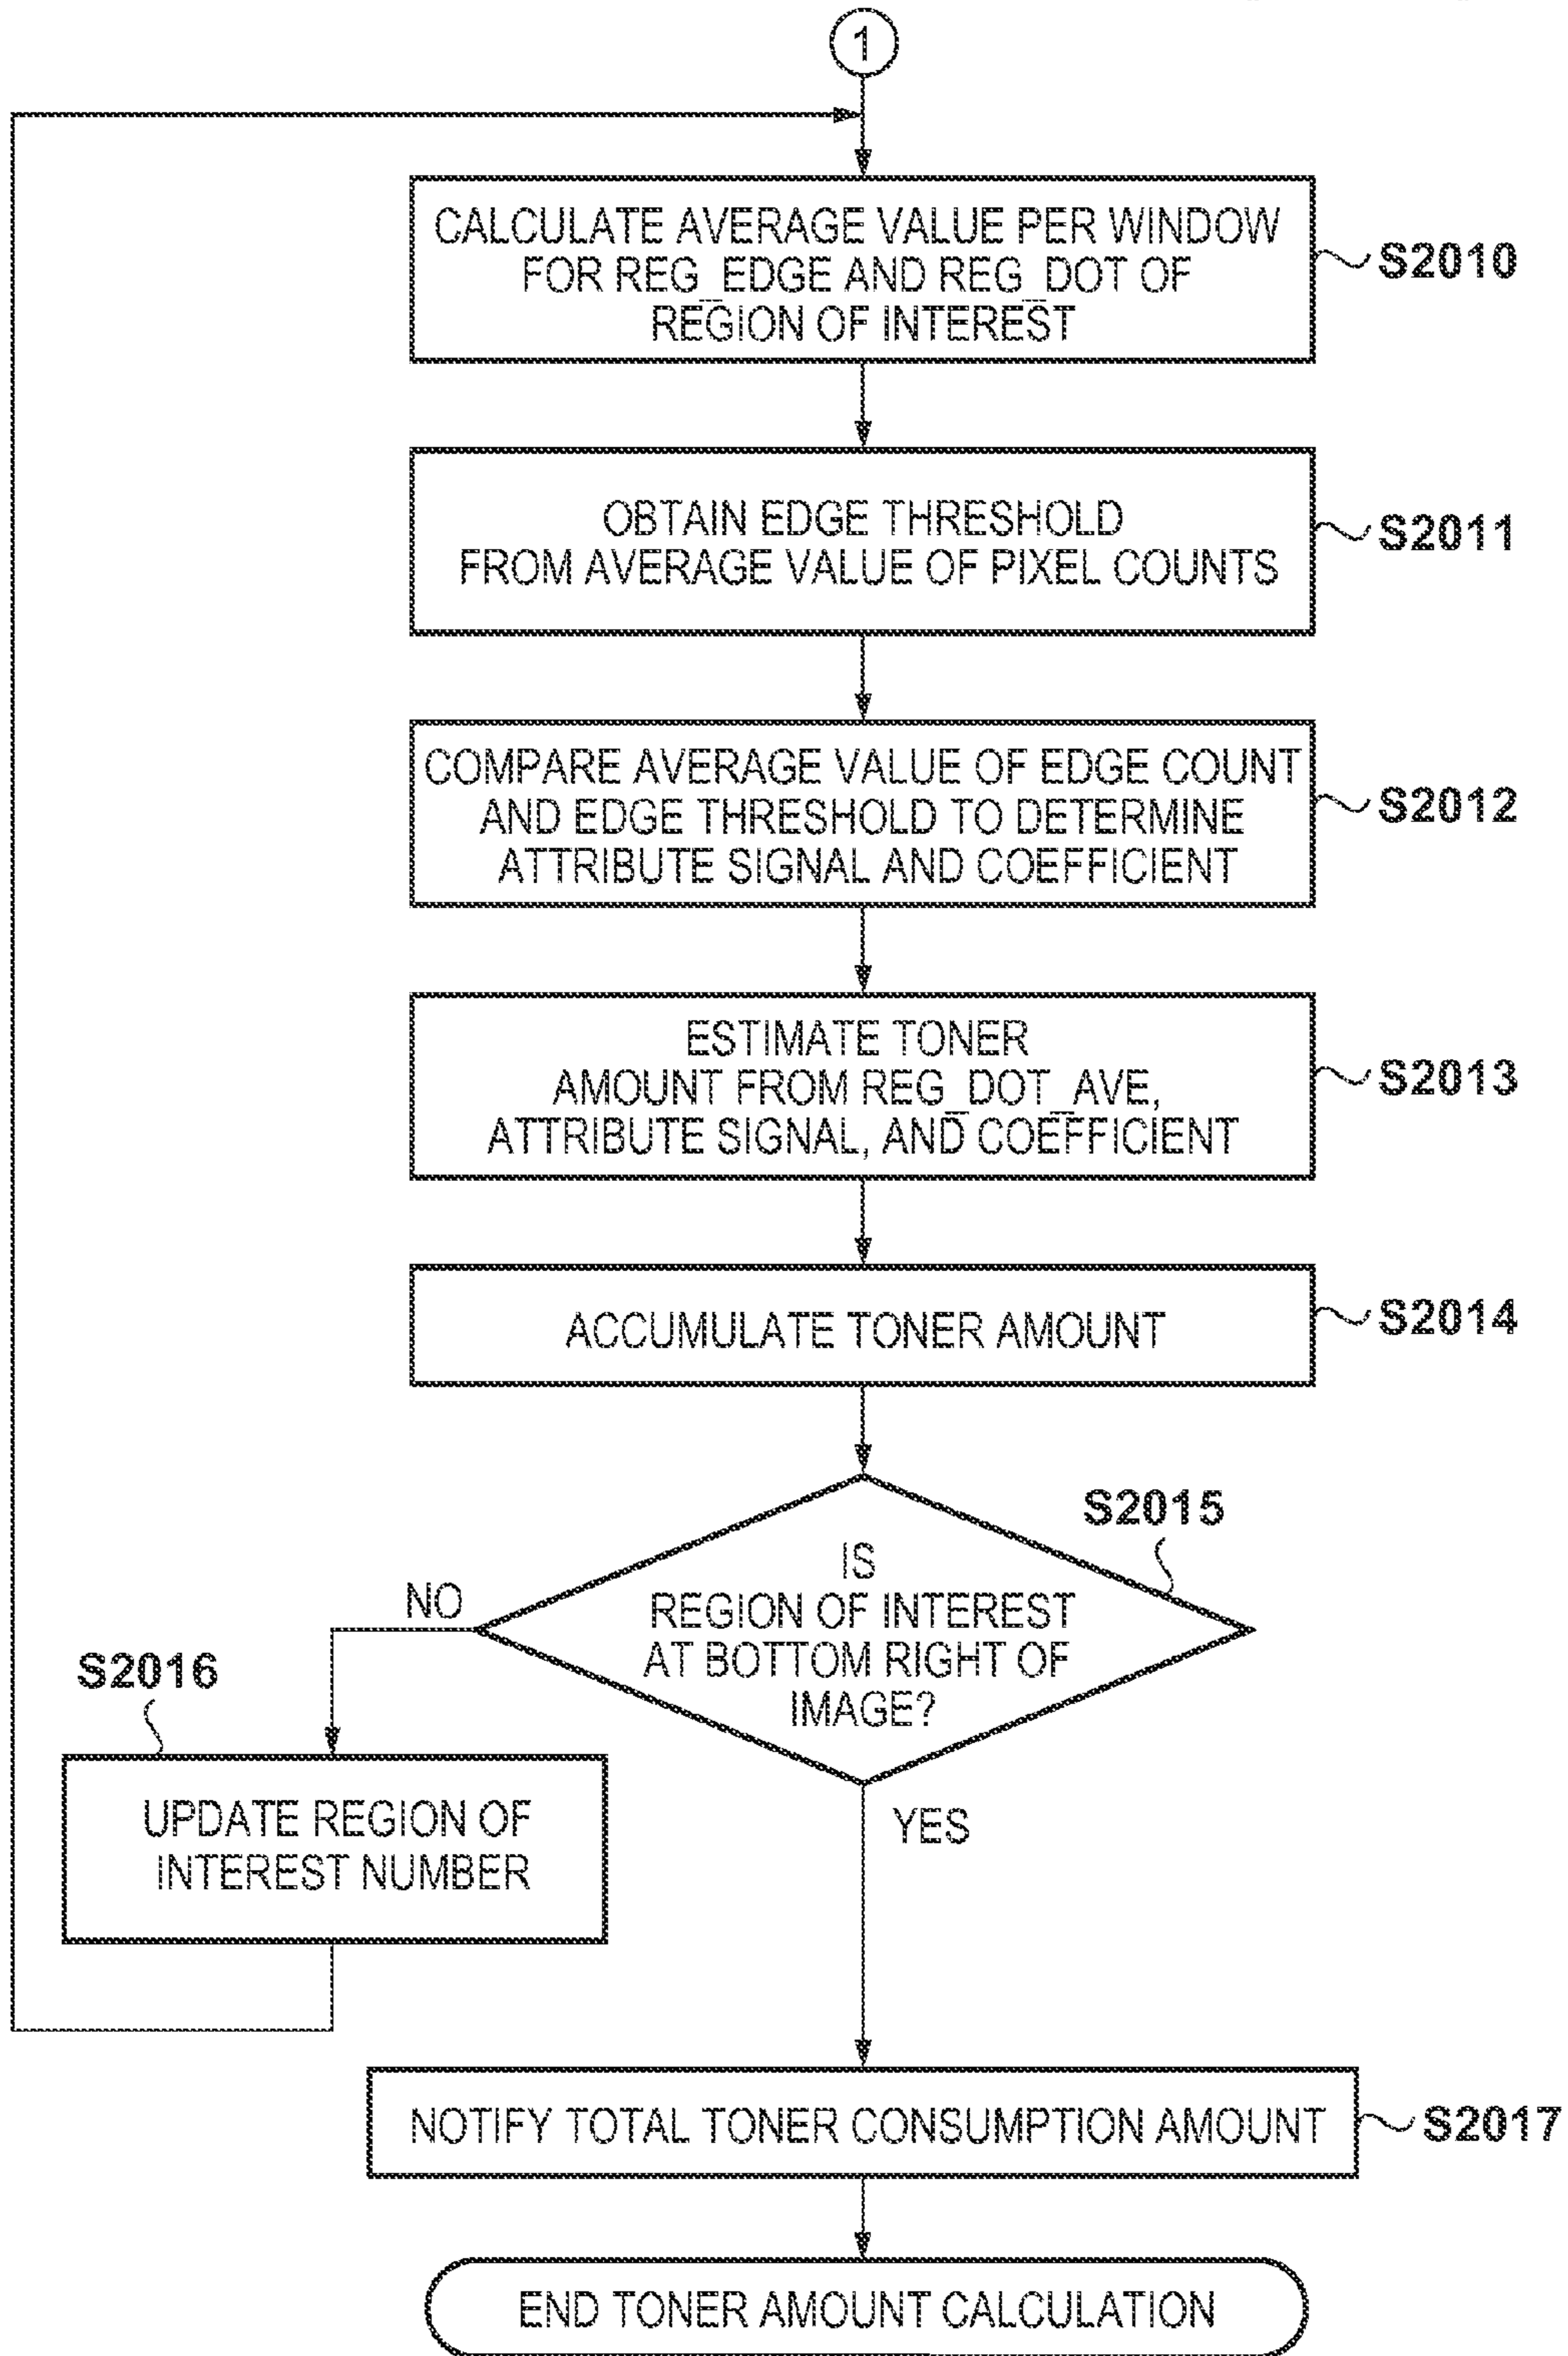 1
CALCULATE AVERAGE VALUE PER WINDOW
FOR REG_EDGE AND REG_DOT OF
REGION OF INTEREST
S2010
OBTAIN EDGE THRESHOLD
FROM AVERAGE VALUE OF PIXEL COUNTS
S2011
COMPARE AVERAGE VALUE OF EDGE COUNT
AND EDGE THRESHOLD TO DETERMINE
ATTRIBUTE SIGNAL AND COEFFICIENT
S2012
ESTIMATE TONER
AMOUNT FROM REG_DOT_AVE,
ATTRIBUTE SIGNAL, AND COEFFICIENT
S2013
ACCUMULATE TONER AMOUNT
S2014
S2015
IS
REGION OF INTEREST
AT BOTTOM RIGHT OF
IMAGE?
NO
YES
S2016
UPDATE REGION OF
INTEREST NUMBER
NOTIFY TOTAL TONER CONSUMPTION AMOUNT
S2017
END TONER AMOUNT CALCULATION